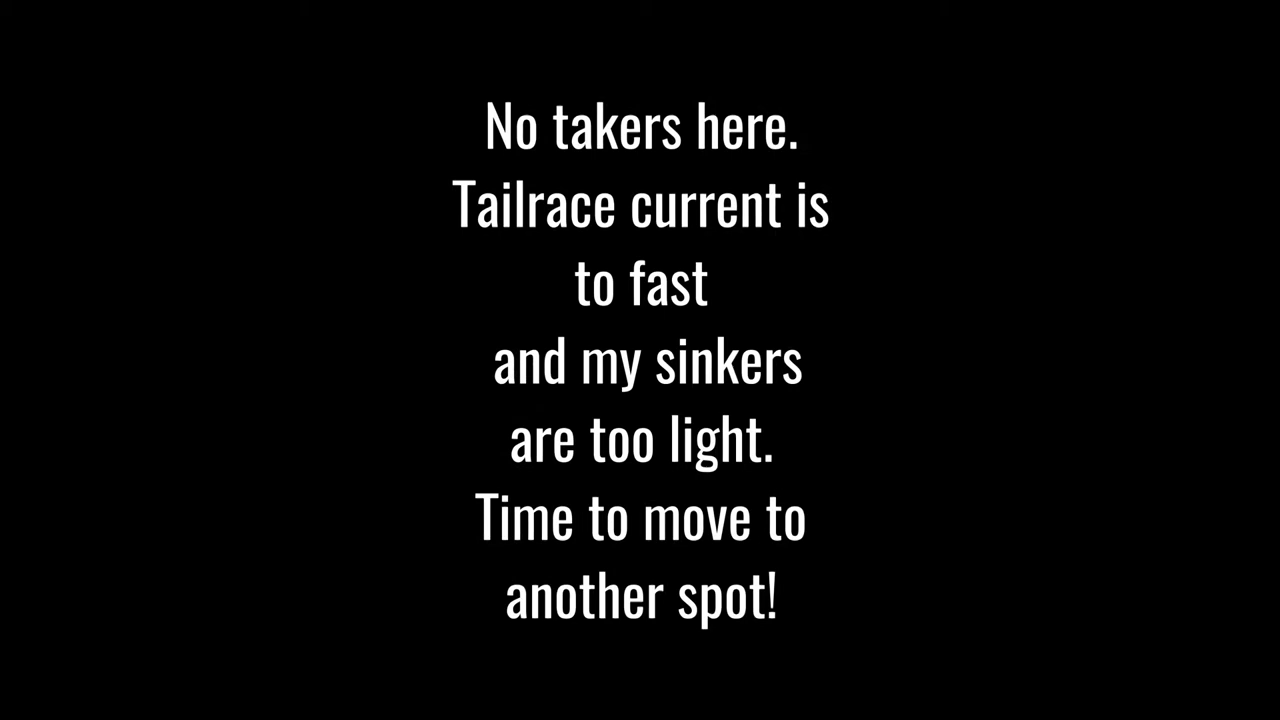 No takers here.
Tailrace current is
to fast
and my sinkers
are too light.
Time to move to
another spot!